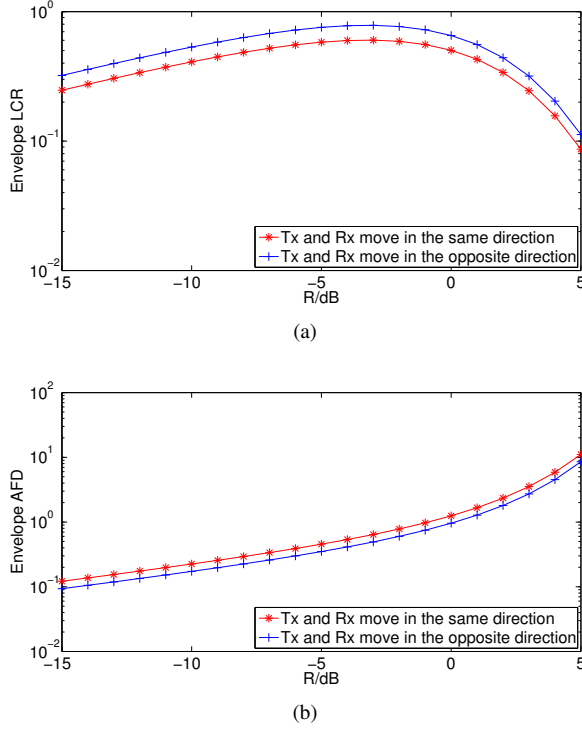 10^0
10^-1
10^-2
Envelope LCR
Tx and Rx move in the same direction
Tx and Rx move in the opposite direction
−15 −10 −5 0 5
R/dB
(a)
10^2
10^1
10^0
10^-1
10^-2
Envelope AFD
Tx and Rx move in the same direction
Tx and Rx move in the opposite direction
−15 −10 −5 0 5
R/dB
(b)